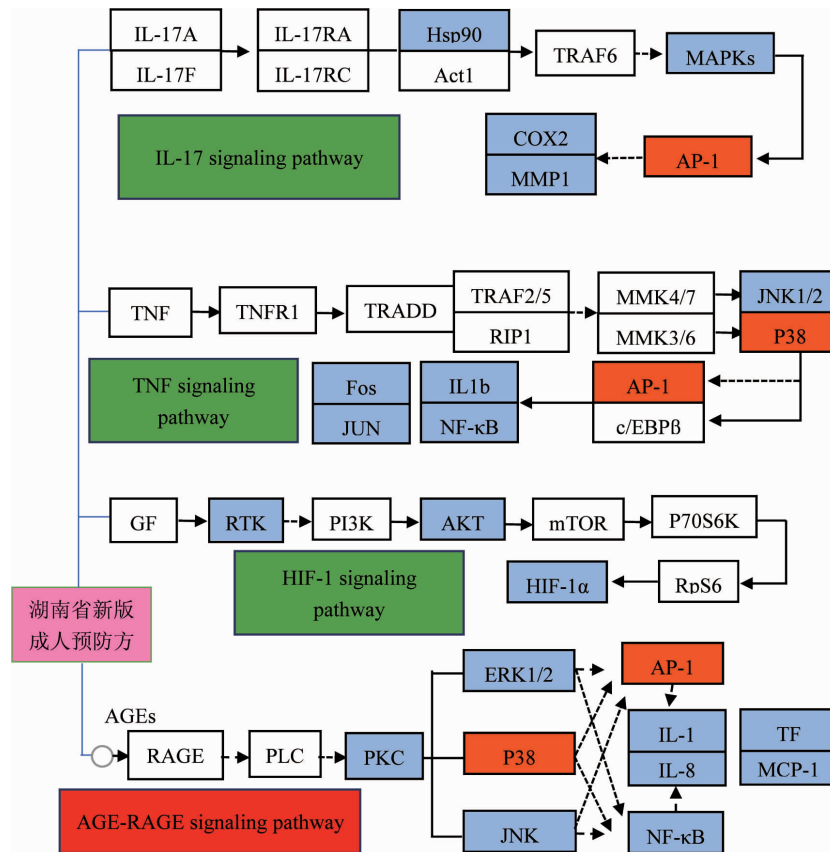 IL-17A
IL-17F
IL-17RA
IL-17RC
Hsp90
Act1
TRAF6
MAPKs
IL-17 signaling pathway
COX2
MMP1
AP-1
TNF
TNFR1
TRADD
TRAF2/5
RIP1
MMK4/7
MMK3/6
JNK1/2
P38
TNF signaling
pathway
Fos
JUN
IL1b
NF-κB
AP-1
c/EBPβ
GF
RTK
PI3K
AKT
mTOR
P70S6K
HIF-1 signaling
pathway
HIF-1α
RpS6
湖南省新版
成人预防方
AGEs
RAGE
PLC
PKC
ERK1/2
P38
JNK
AP-1
IL-1
IL-8
NF-κB
TF
MCP-1
AGE-RAGE signaling pathway